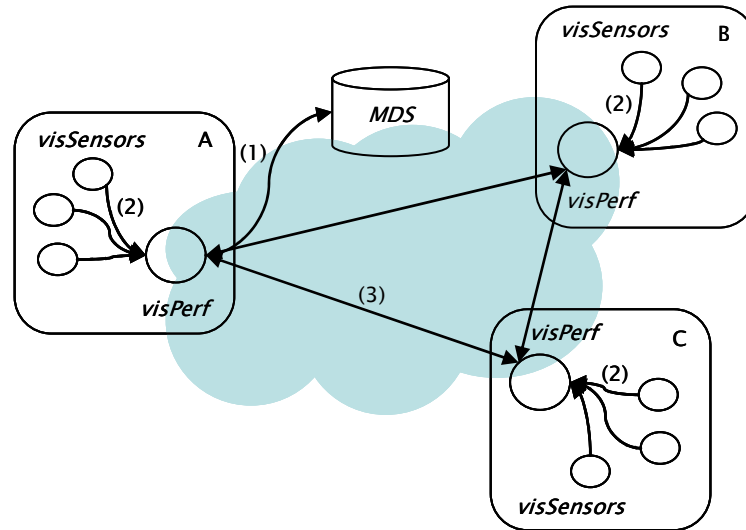 visSensors
B
(2)
visPerf
MDS
visSensors
A
(1)
(2)
visPerf
(3)
visPerf
C
(2)
visSensors